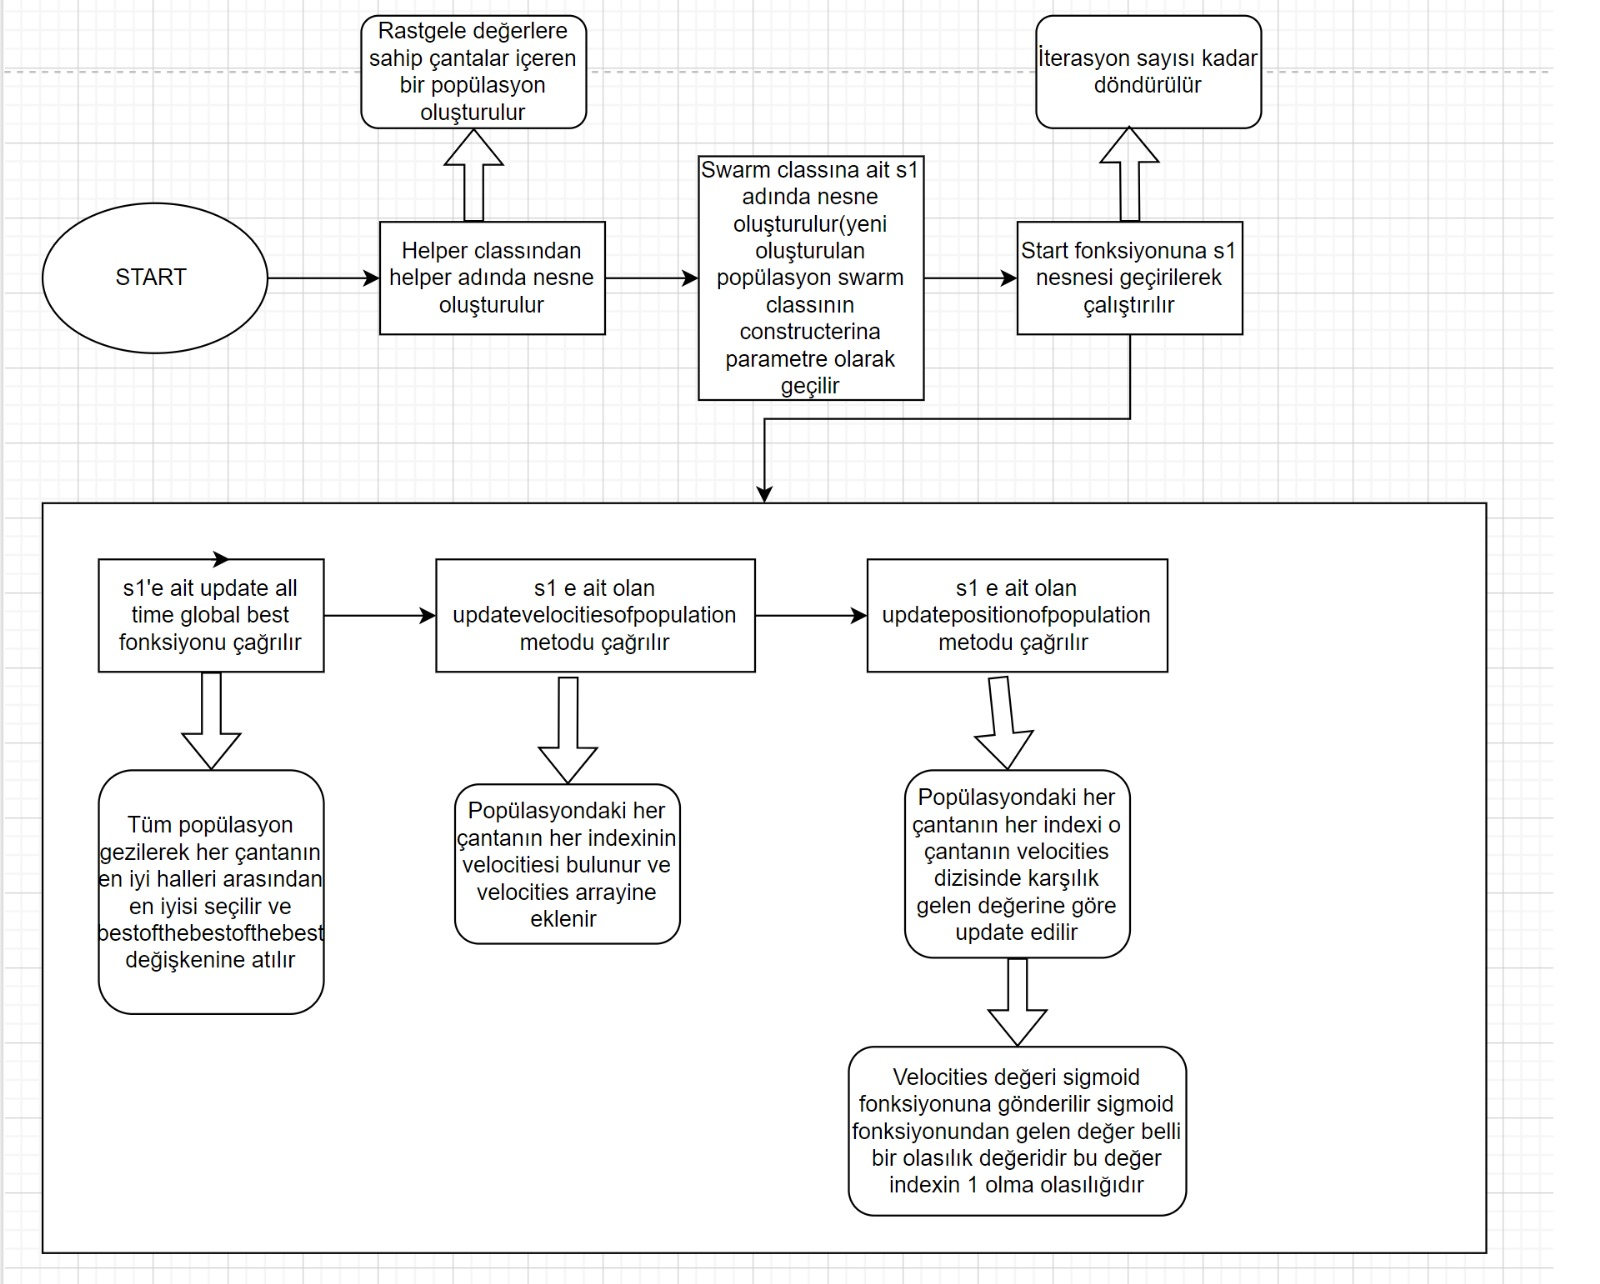 Rastgele değerlere
sahip çantalar içeren
bir popülasyon
oluşturulur
İterasyon sayısı kadar
döndürülür
START
Helper classından
helper adında nesne
oluşturulur
Swarm classına ait s1
adında nesne
oluşturulur(yeni
oluşturulan
popülasyon swarm
classının
constructerina
parametre olarak
geçilir
Start fonksiyonuna s1
nesnesi geçirilerek
çalıştırılır
s1'e ait update all
time global best
fonksiyonu çağrılır
s1 e ait olan
updatevelocitiesofpopulation
metodu çağrılır
s1 e ait olan
updatepositionofpopulation
metodu çağrılır
Tüm popülasyon
gezilerek her çantanın
en iyi halleri arasından
en iyisi seçilir ve
bestofthebestofthebest
değişkenine atılır
Popülasyondaki her
çantanın her indexinin
velocitiesi bulunur ve
velocities arrayine
eklenir
Popülasyondaki her
çantanın her indexi o
çantanın velocities
dizisinde karşılık
gelen değerine göre
update edilir
Velocities değeri sigmoid
fonksiyonuna gönderilir sigmoid
fonksiyonundan gelen değer belli
bir olasılık değeridir bu değer
indexin 1 olma olasılığıdır